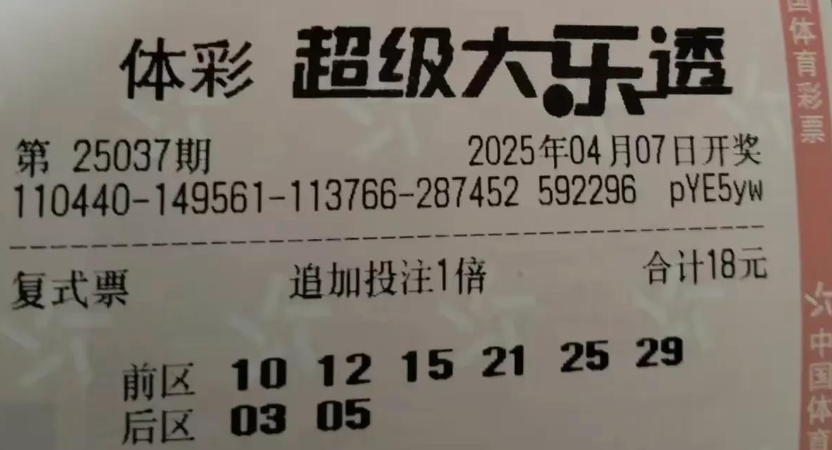 体彩 超级大乐透
第 25037期 2025年04月07日开奖
110440-149561-113766-287452 592296 pYE5yw
复式票 追加投注1倍 合计18元
前区 10 12 15 21 25 29
后区 03 05
国体育彩票
中国体育